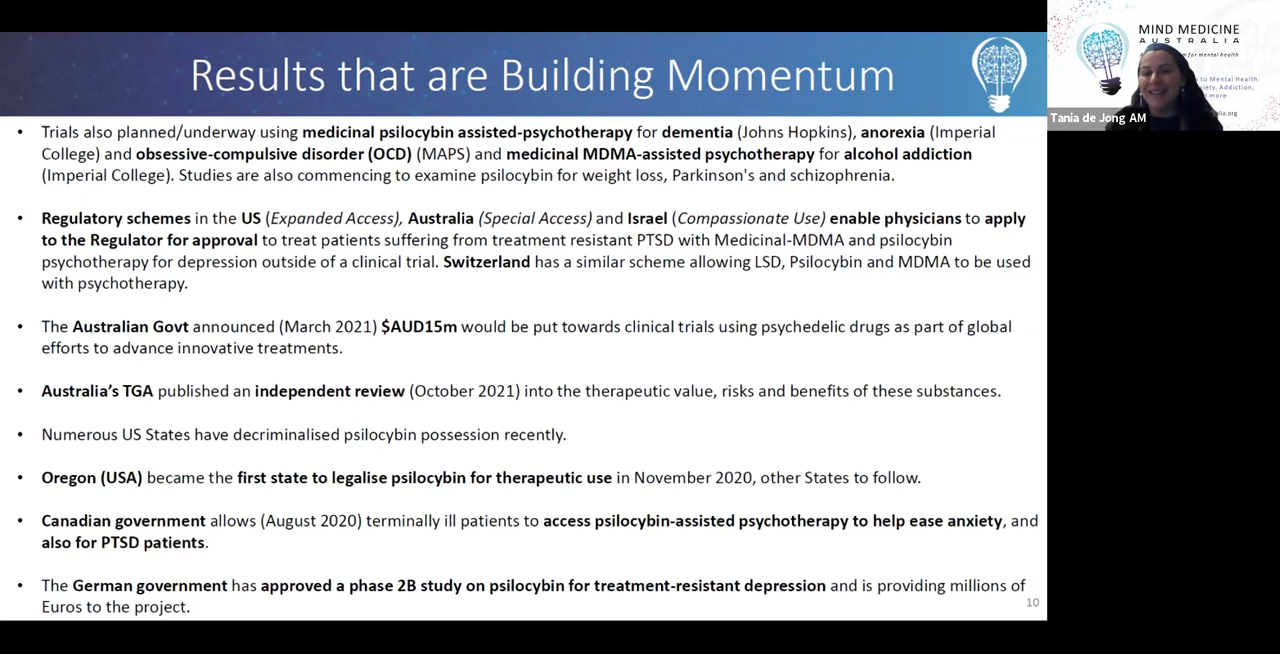 Results that are Building Momentum
• Trials also planned/underway using medicinal psilocybin assisted-psychotherapy for dementia (Johns Hopkins), anorexia (Imperial
College) and obsessive-compulsive disorder (OCD) (MAPS) and medicinal MDMA-assisted psychotherapy for alcohol addiction
(Imperial College). Studies are also commencing to examine psilocybin for weight loss, Parkinson's and schizophrenia.
• Regulatory schemes in the US (Expanded Access), Australia (Special Access) and Israel (Compassionate Use) enable physicians to apply
to the Regulator for approval to treat patients suffering from treatment resistant PTSD with Medicinal-MDMA and psilocybin
psychotherapy for depression outside of a clinical trial. Switzerland has a similar scheme allowing LSD, Psilocybin and MDMA to be used
with psychotherapy.
• The Australian Govt announced (March 2021) $AUD15m would be put towards clinical trials using psychedelic drugs as part of global
efforts to advance innovative treatments.
• Australia’s TGA published an independent review (October 2021) into the therapeutic value, risks and benefits of these substances.
• Numerous US States have decriminalised psilocybin possession recently.
• Oregon (USA) became the first state to legalise psilocybin for therapeutic use in November 2020, other States to follow.
• Canadian government allows (August 2020) terminally ill patients to access psilocybin-assisted psychotherapy to help ease anxiety, and
also for PTSD patients.
• The German government has approved a phase 2B study on psilocybin for treatment-resistant depression and is providing millions of
Euros to the project.
10
MIND MEDICINE
AUSTRALIA
for mental health
to Mental Health:
Addiction,
more
Tania de Jong AM